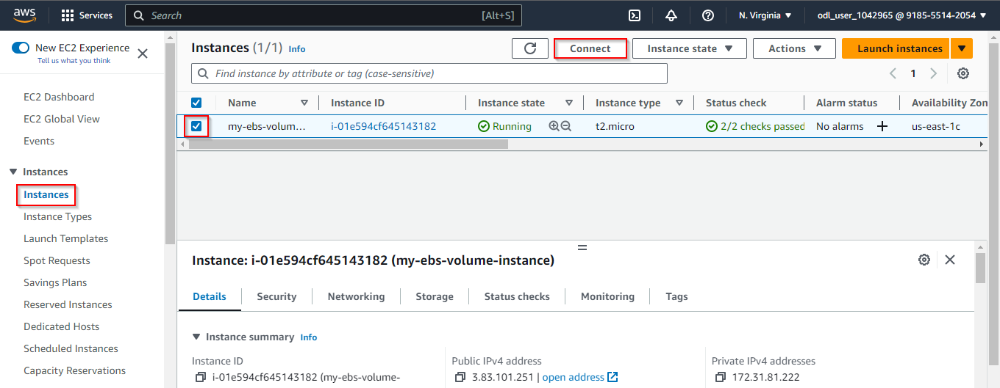 aws Services Search [Alt+S] N. Virginia odl_user_1042965 @ 9185-5514-2054
New EC2 Experience
Tell us what you think
EC2 Dashboard
EC2 Global View
Events
Instances
Instances
Instance Types
Launch Templates
Spot Requests
Savings Plans
Reserved Instances
Dedicated Hosts
Scheduled Instances
Capacity Reservations
Instances (1/1) Info Connect Instance state Actions Launch instances
Find instance by attribute or tag (case-sensitive) 1
Name Instance ID Instance state Instance type Status check Alarm status Availability Zon
my-ebs-volum… i-01e594cf645143182 Running t2.micro 2/2 checks passed No alarms us-east-1c
Instance: i-01e594cf645143182 (my-ebs-volume-instance)
Details Security Networking Storage Status checks Monitoring Tags
Instance summary Info
Instance ID Public IPv4 address Private IPv4 addresses
i-01e594cf645143182 (my-ebs-volume- 3.83.101.251 | open address 172.31.81.222